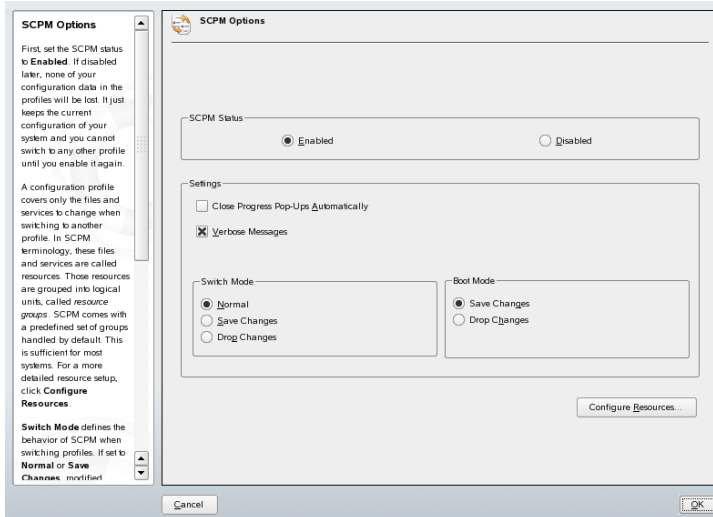 SCPM Options
First, set the SCPM status
to Enabled. If disabled
later, none of your
configuration data in the
profiles will be lost. It just
keeps the current
configuration of your
system and you cannot
switch to any other profile
until you enable it again.
A configuration profile
covers only the files and
services to change when
switching to another
profile. In SCPM
terminology, these files
and services are called
resources. Those resources
are grouped into logical
units, called resource
groups. SCPM comes with
a predefined set of groups
handled by default. This
is sufficient for most
systems. For a more
detailed resource setup,
click Configure
Resources.
Switch Mode defines the
behavior of SCPM when
switching profiles. If set to
Normal or Save
Changes, modified
SCPM Options
SCPM Status
Enabled
Disabled
Settings
Close Progress Pop-Ups Automatically
Verbose Messages
Switch Mode
Normal
Save Changes
Drop Changes
Boot Mode
Save Changes
Drop Changes
Configure Resources...
Cancel
OK